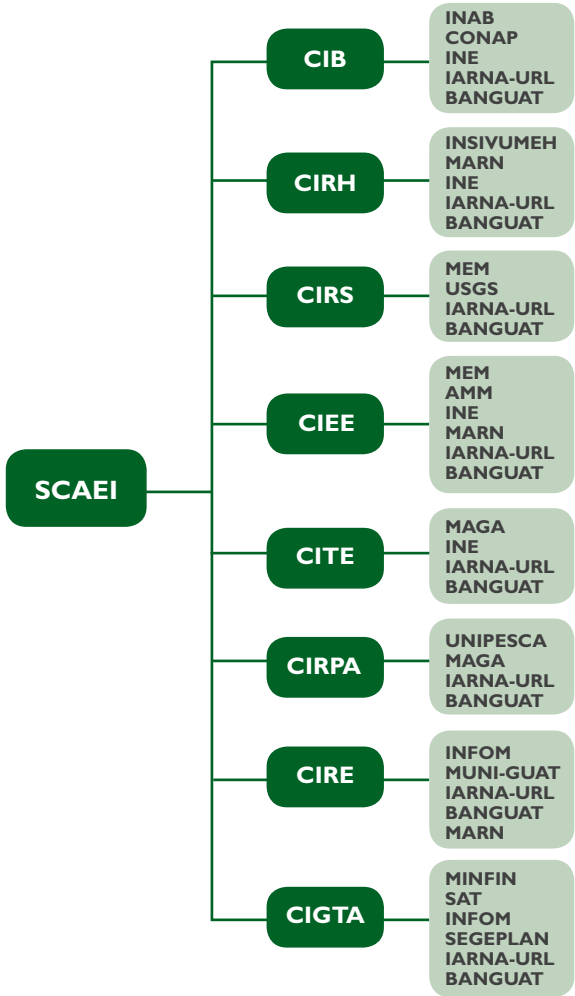 SCAEI
CIB
INAB
CONAP
INE
IARNA-URL
BANGUAT
CIRH
INSIVUMEH
MARN
INE
IARNA-URL
BANGUAT
CIRS
MEM
USGS
IARNA-URL
BANGUAT
CIEE
MEM
AMM
INE
MARN
IARNA-URL
BANGUAT
CITE
MAGA
INE
IARNA-URL
BANGUAT
CIRPA
UNIPESCA
MAGA
IARNA-URL
BANGUAT
CIRE
INFOM
MUNI-GUAT
IARNA-URL
BANGUAT
MARN
CIGTA
MINFIN
SAT
INFOM
SEGEPLAN
IARNA-URL
BANGUAT